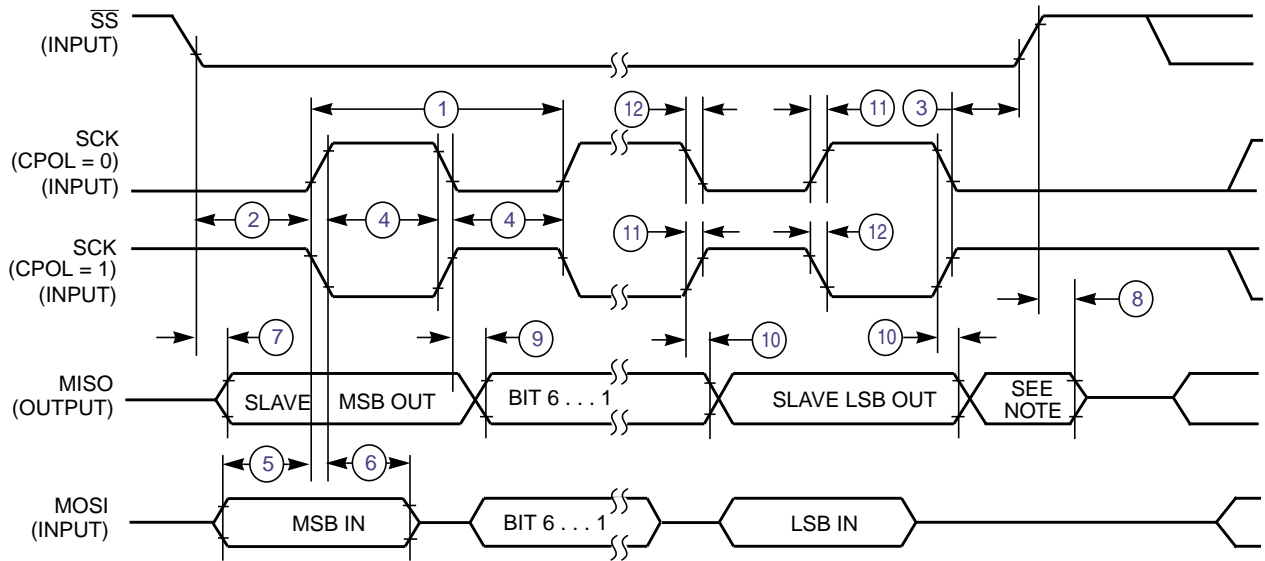 SS
(INPUT)
1
12
11
3
SCK
(CPOL = 0)
(INPUT)
2
4
4
SCK
(CPOL = 1)
(INPUT)
11
12
8
7
9
10
10
MISO
(OUTPUT)
SLAVE MSB OUT
BIT 6 . . . 1
SLAVE LSB OUT
SEE
NOTE
5
6
MOSI
(INPUT)
MSB IN
BIT 6 . . . 1
LSB IN